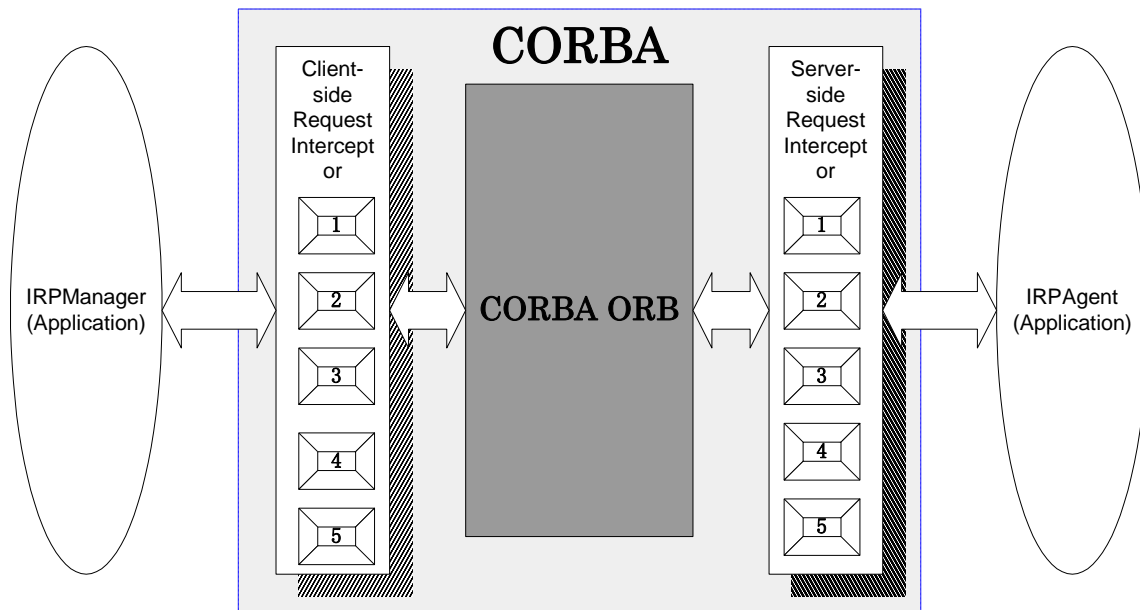 CORBA
IRPManager
(Application)
Client-
side
Request
Intercept
or
1
2
3
4
5
CORBA ORB
Server-
side
Request
Intercept
or
1
2
3
4
5
IRPAgent
(Application)